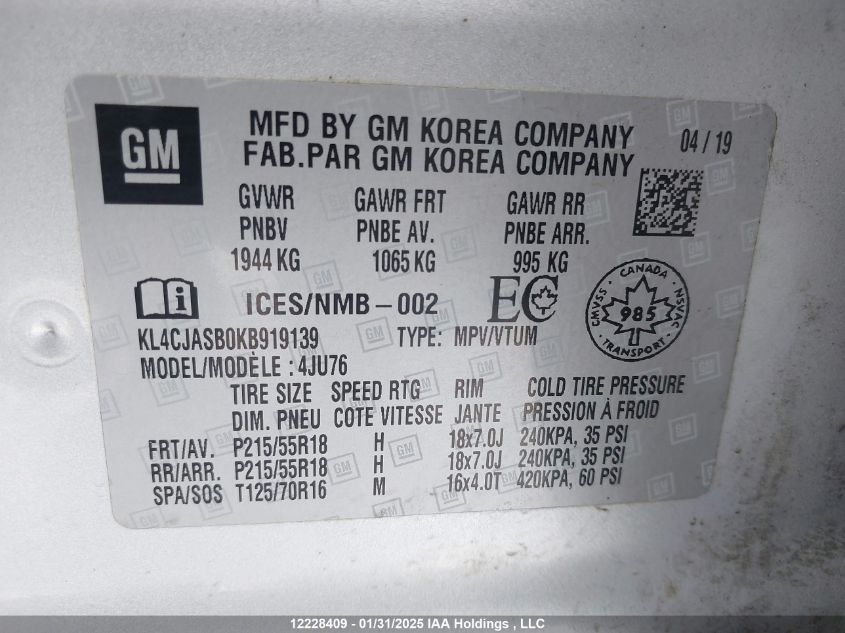 GM
MFD BY GM KOREA COMPANY 04 / 19
FAB.PAR GM KOREA COMPANY
GVWR GAWR FRT GAWR RR
PNBV PNBE AV. PNBE ARR.
1944 KG 1065 KG 995 KG
ICES/NMB-002 EC
CANADA CMVSS NSVAC 985 TRANSPORT
KL4CJASB0KB919139 TYPE: MPV/VTUM
MODEL/MODÈLE : 4JU76
TIRE SIZE SPEED RTG RIM COLD TIRE PRESSURE
DIM. PNEU COTE VITESSE JANTE PRESSION À FROID
FRT/AV. P215/55R18 H 18x7.0J 240KPA, 35 PSI
RR/ARR. P215/55R18 H 18x7.0J 240KPA, 35 PSI
SPA/SOS T125/70R16 M 16x4.0T 420KPA, 60 PSI
12228409 - 01/31/2025 IAA Holdings , LLC